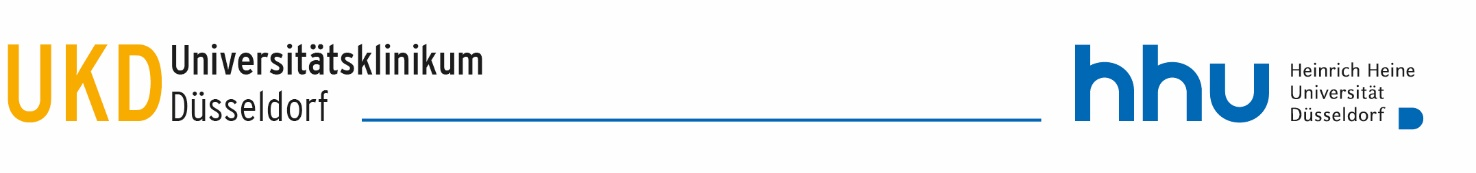 UKD Universitätsklinikum
Düsseldorf
hhu Heinrich Heine
Universität
Düsseldorf